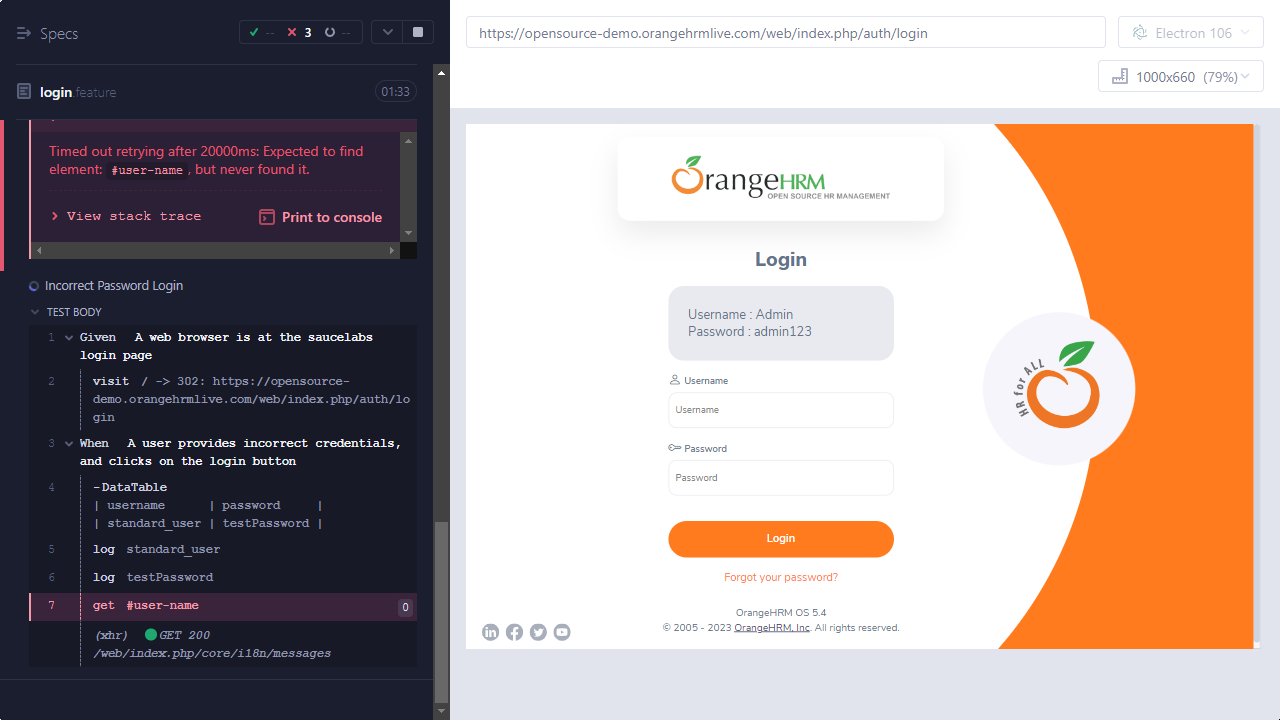 Specs
-- 3 --
login.feature
01:33
Timed out retrying after 20000ms: Expected to find
element: #user-name, but never found it.
View stack trace
Print to console
Incorrect Password Login
TEST BODY
1 Given A web browser is at the saucelabs
login page
2 visit / -> 302: https://opensource-
demo.orangehrmlive.com/web/index.php/auth/lo
gin
3 When A user provides incorrect credentials,
and clicks on the login button
4 -DataTable
| username | password |
| standard_user | testPassword |
5 log standard_user
6 log testPassword
7 get #user-name 0
(xhr) GET 200
/web/index.php/core/i18n/messages
https://opensource-demo.orangehrmlive.com/web/index.php/auth/login
Electron 106
1000x660 (79%)
OrangeHRM
OPEN SOURCE HR MANAGEMENT
Login
Username : Admin
Password : admin123
Username
Username
Password
Password
Login
Forgot your password?
OrangeHRM OS 5.4
© 2005 - 2023 OrangeHRM, Inc. All rights reserved.
HR for ALL